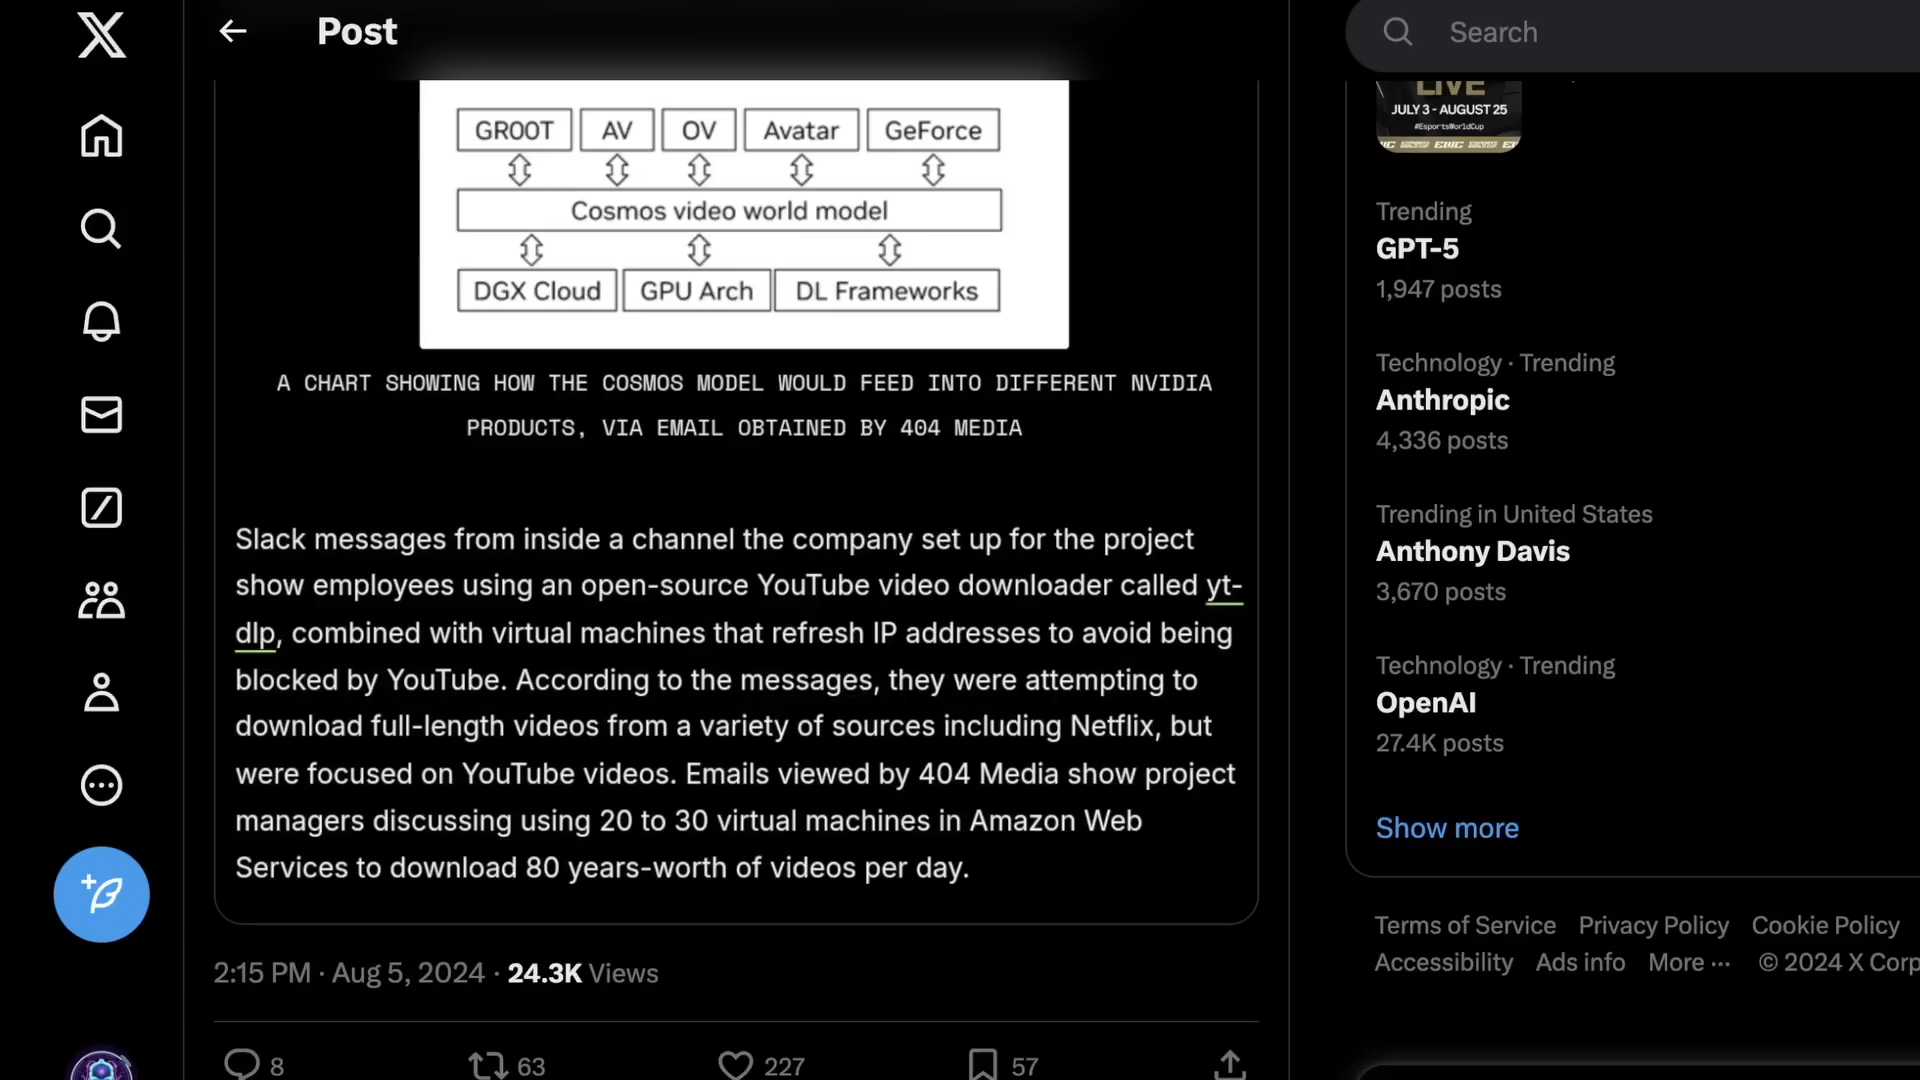 Post
GR00T
AV
OV
Avatar
GeForce
Cosmos video world model
DGX Cloud
GPU Arch
DL Frameworks
A CHART SHOWING HOW THE COSMOS MODEL WOULD FEED INTO DIFFERENT NVIDIA
PRODUCTS, VIA EMAIL OBTAINED BY 404 MEDIA
Slack messages from inside a channel the company set up for the project
show employees using an open-source YouTube video downloader called yt-
dlp, combined with virtual machines that refresh IP addresses to avoid being
blocked by YouTube. According to the messages, they were attempting to
download full-length videos from a variety of sources including Netflix, but
were focused on YouTube videos. Emails viewed by 404 Media show project
managers discussing using 20 to 30 virtual machines in Amazon Web
Services to download 80 years-worth of videos per day.
2:15 PM · Aug 5, 2024 · 24.3K Views
8
63
227
57
Search
LIVE
JULY 3 - AUGUST 25
#EsportsWorldCup
Trending
GPT-5
1,947 posts
Technology · Trending
Anthropic
4,336 posts
Trending in United States
Anthony Davis
3,670 posts
Technology · Trending
OpenAI
27.4K posts
Show more
Terms of Service Privacy Policy Cookie Policy
Accessibility Ads info More ··· © 2024 X Corp